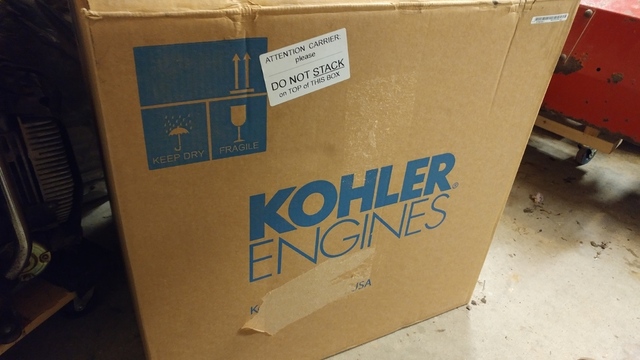 ATTENTION CARRIER:
please
DO NOT STACK
on TOP of THIS BOX
KEEP DRY
FRAGILE
KOHLER®
ENGINES